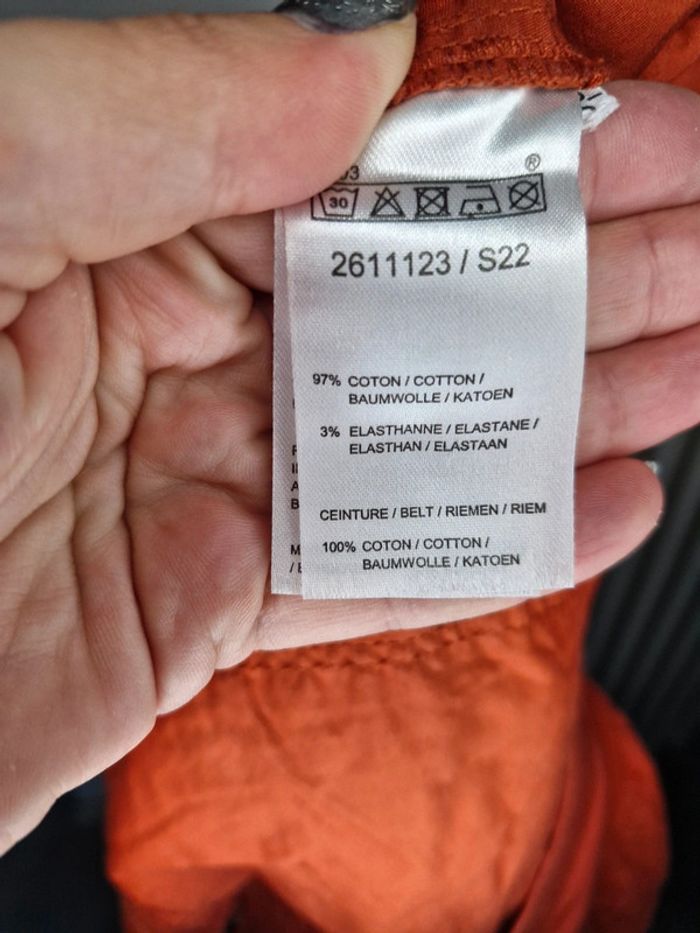 ®
30
2611123 / S22
97% COTON / COTTON /
BAUMWOLLE / KATOEN
3% ELASTHANNE / ELASTANE /
ELASTHAN / ELASTAAN
CEINTURE / BELT / RIEMEN / RIEM
100% COTON / COTTON /
BAUMWOLLE / KATOEN